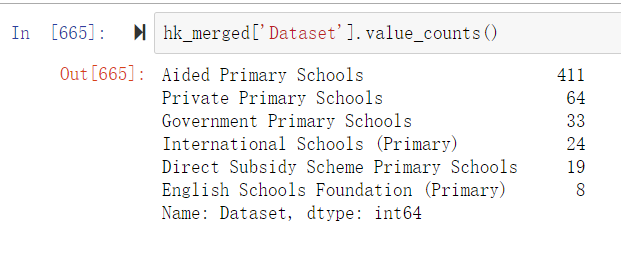 In [665]: hk_merged['Dataset'].value_counts()
Out[665]: Aided Primary Schools 411
Private Primary Schools 64
Government Primary Schools 33
International Schools (Primary) 24
Direct Subsidy Scheme Primary Schools 19
English Schools Foundation (Primary) 8
Name: Dataset, dtype: int64